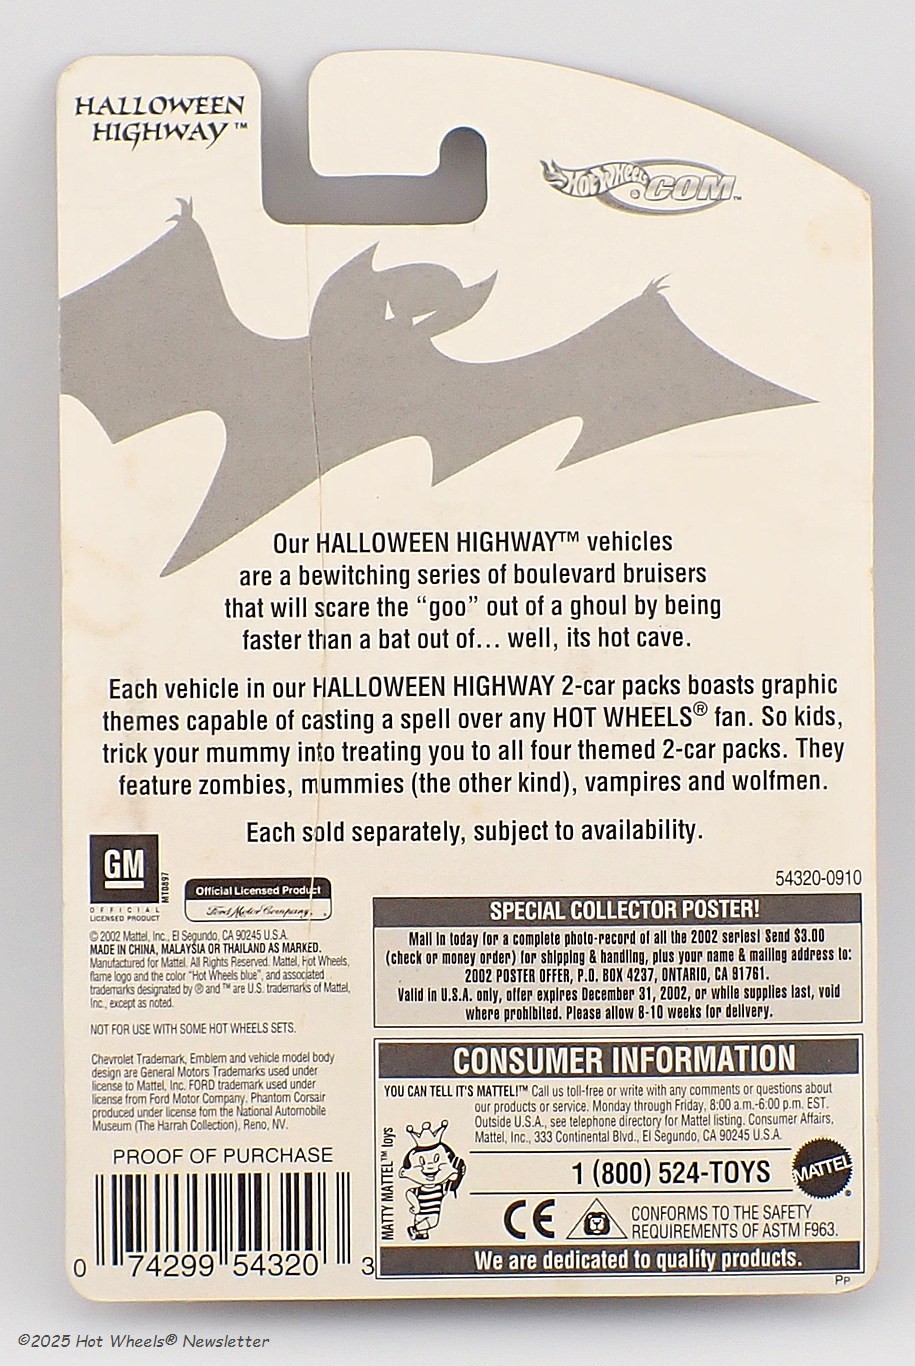 HALLOWEEN
HIGHWAY™
HOT WHEELS.COM™
Our HALLOWEEN HIGHWAY™ vehicles
are a bewitching series of boulevard bruisers
that will scare the “goo” out of a ghoul by being
faster than a bat out of... well, its hot cave.
Each vehicle in our HALLOWEEN HIGHWAY 2-car packs boasts graphic
themes capable of casting a spell over any HOT WHEELS® fan. So kids,
trick your mummy into treating you to all four themed 2-car packs. They
feature zombies, mummies (the other kind), vampires and wolfmen.
Each sold separately, subject to availability.
GM
OFFICIAL
LICENSED PRODUCT
MT0897
Official Licensed Product
Ford Motor Company.
© 2002 Mattel, Inc., El Segundo, CA 90245 U.S.A.
MADE IN CHINA, MALAYSIA OR THAILAND AS MARKED.
Manufactured for Mattel. All Rights Reserved. Mattel, Hot Wheels,
flame logo and the color “Hot Wheels blue”, and associated
trademarks designated by ® and ™ are U.S. trademarks of Mattel,
Inc., except as noted.
NOT FOR USE WITH SOME HOT WHEELS SETS.
Chevrolet Trademark, Emblem and vehicle model body
design are General Motors Trademarks used under
license to Mattel, Inc. FORD trademark used under
license from Ford Motor Company. Phantom Corsair
produced under license fom the National Automobile
Museum (The Harrah Collection), Reno, NV.
PROOF OF PURCHASE
0 74299 54320 3
54320-0910
SPECIAL COLLECTOR POSTER!
Mail in today for a complete photo-record of all the 2002 series! Send $3.00
(check or money order) for shipping & handling, plus your name & mailing address to:
2002 POSTER OFFER, P.O. BOX 4237, ONTARIO, CA 91761.
Valid in U.S.A. only, offer expires December 31, 2002, or while supplies last, void
where prohibited. Please allow 8-10 weeks for delivery.
CONSUMER INFORMATION
YOU CAN TELL IT'S MATTEL!™ Call us toll-free or write with any comments or questions about
our products or service. Monday through Friday, 8:00 a.m.-6:00 p.m. EST.
Outside U.S.A., see telephone directory for Mattel listing. Consumer Affairs,
Mattel, Inc., 333 Continental Blvd., El Segundo, CA 90245 U.S.A.
MATTY MATTEL™ toys
1 (800) 524-TOYS
MATTEL®
CE
CONFORMS TO THE SAFETY
REQUIREMENTS OF ASTM F963.
We are dedicated to quality products.
PP
©2025 Hot Wheels® Newsletter